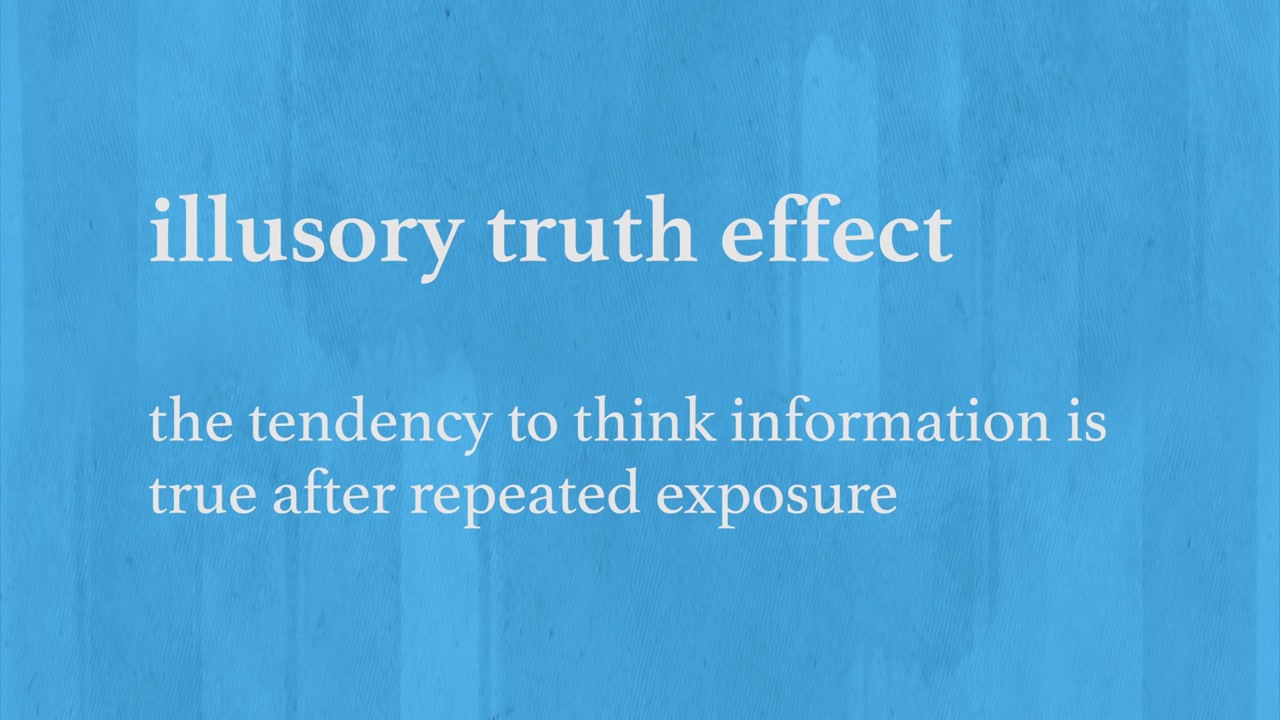 illusory truth effect
the tendency to think information is
true after repeated exposure